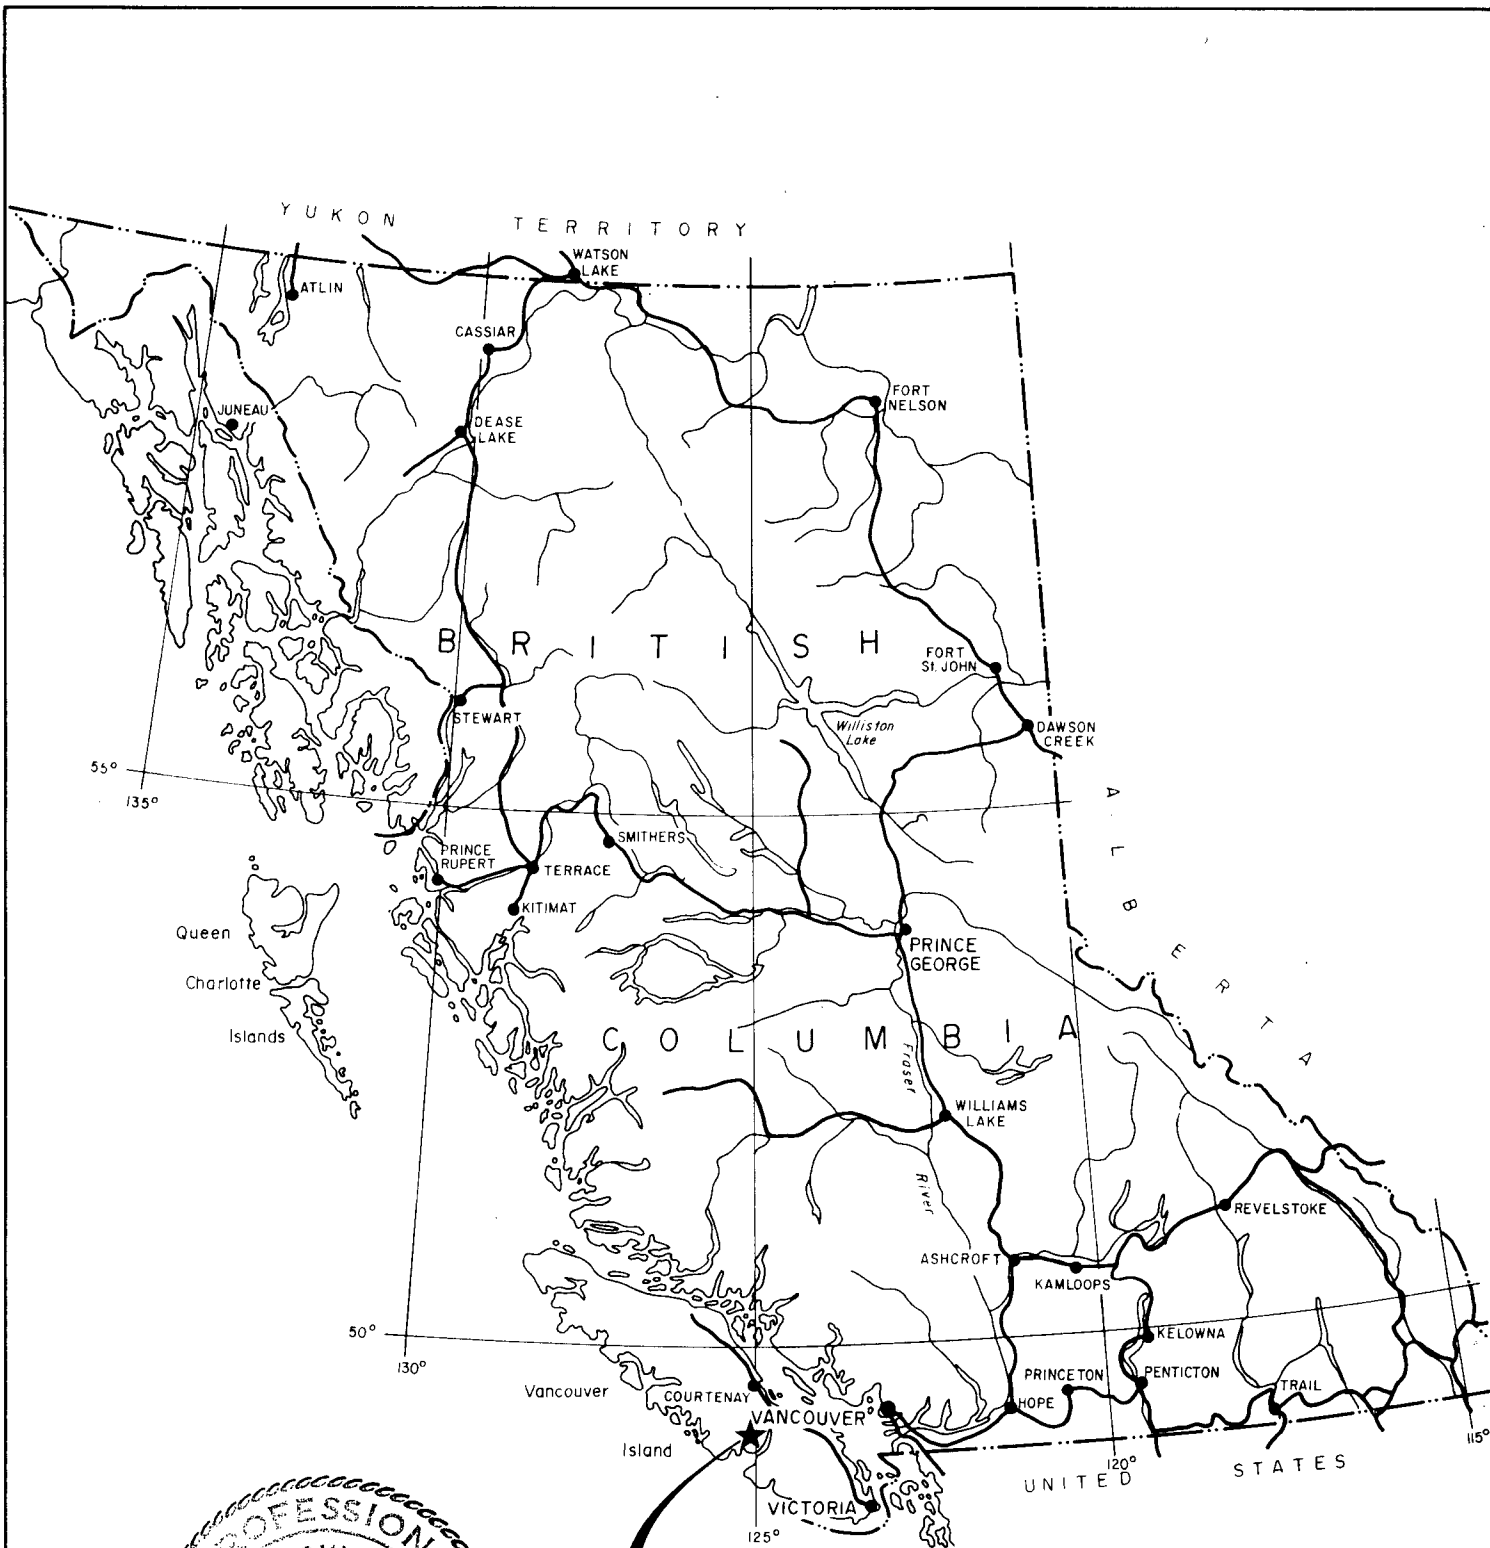 YUKON TERRITORY
WATSON
LAKE
ATLIN
CASSIAR
FORT
NELSON
JUNEAU
DEASE
LAKE
BRITISH
FORT
St. JOHN
STEWART
Williston
Lake
DAWSON
CREEK
55°
135°
ALBERTA
SMITHERS
PRINCE
RUPERT
TERRACE
KITIMAT
Queen
Charlotte
Islands
PRINCE
GEORGE
COLUMBIA
Fraser
River
WILLIAMS
LAKE
REVELSTOKE
ASHCROFT
KAMLOOPS
50°
130°
KELOWNA
Vancouver
Island
COURTENAY
PRINCETON
PENTICTON
TRAIL
HOPE
VANCOUVER
VICTORIA
125°
120°
115°
UNITED STATES